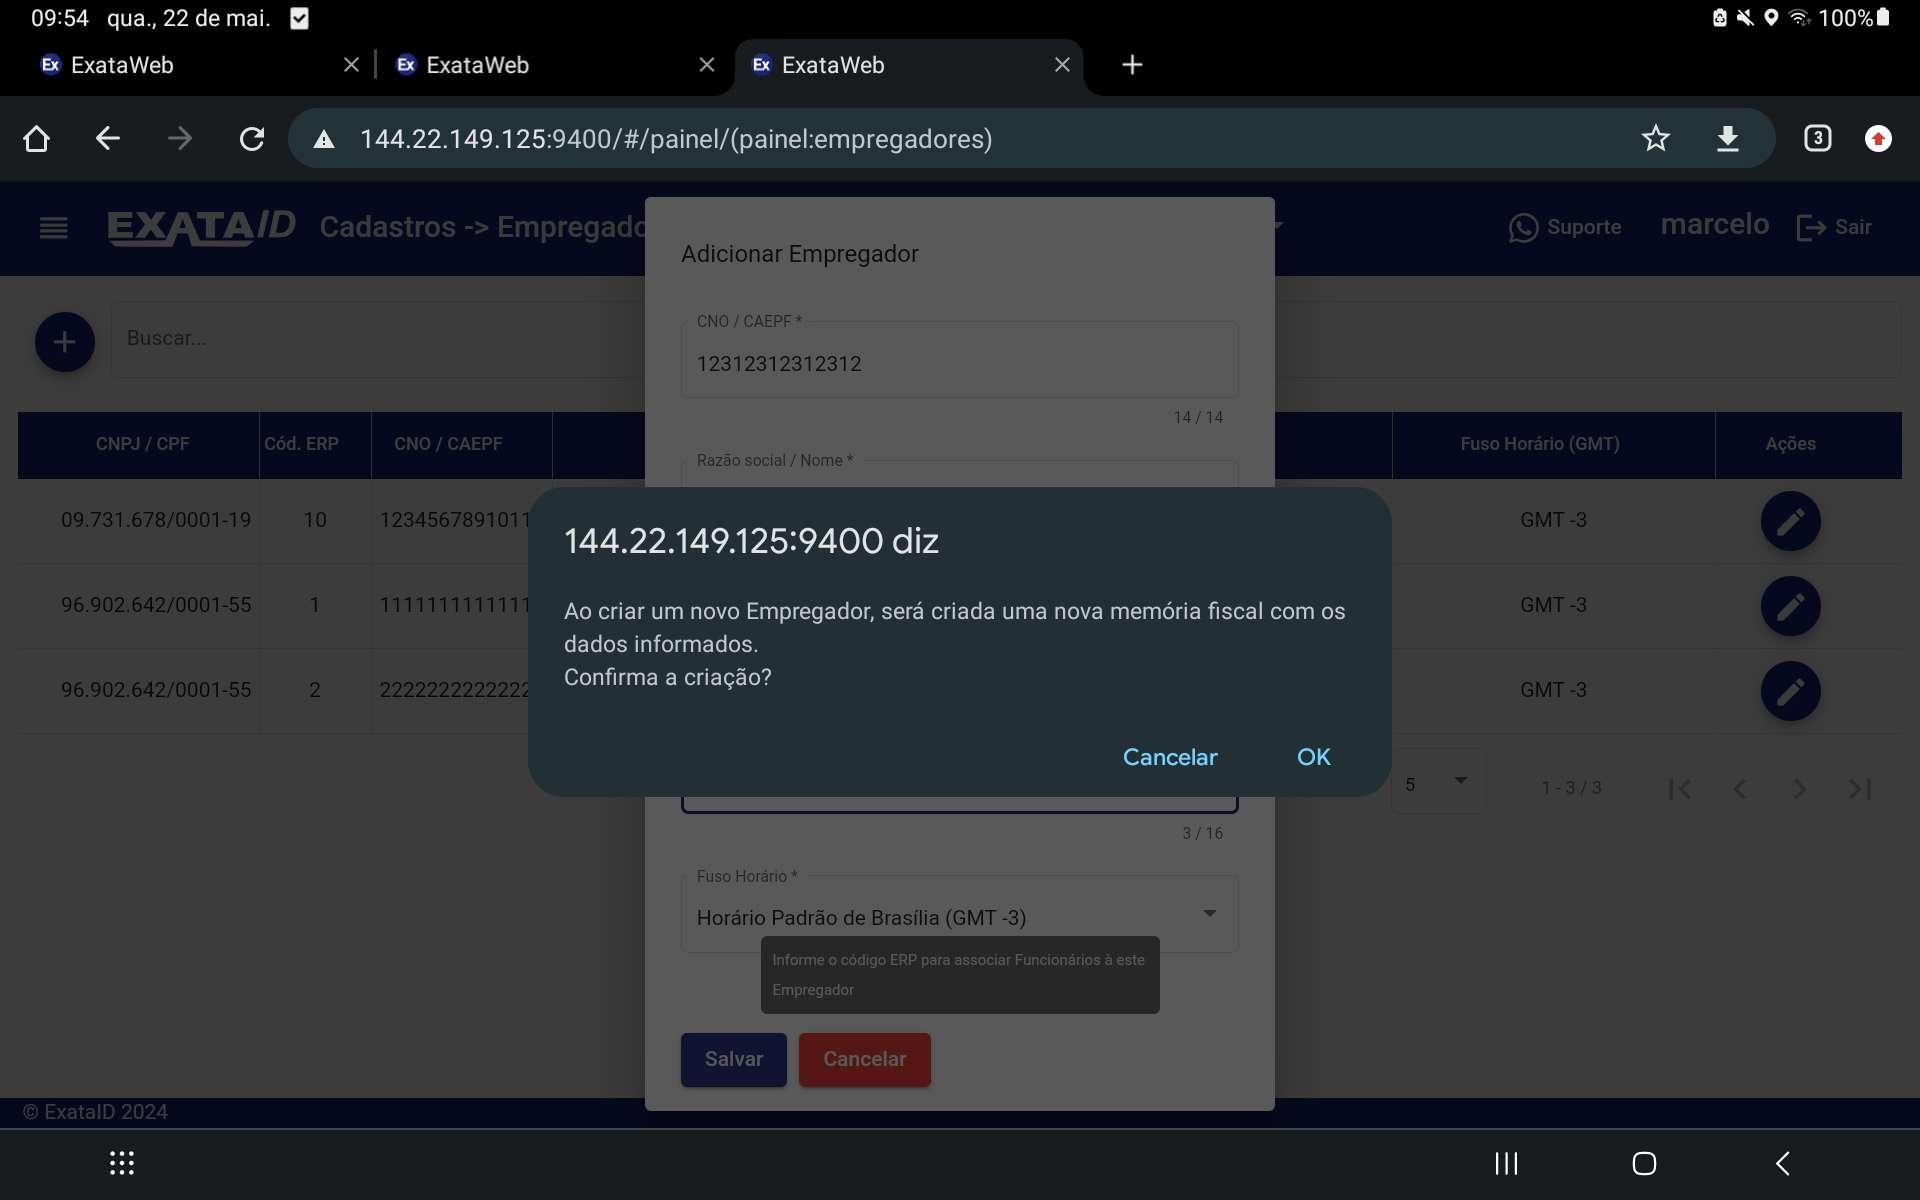 09:54 qua., 22 de mai. 100%
Ex ExataWeb Ex ExataWeb Ex ExataWeb
144.22.149.125:9400/#/painel/(painel:empregadores) 3
EXATAID Cadastros -> Empregado Suporte marcelo Sair
Adicionar Empregador
Buscar...
CNO / CAEPF *
12312312312312
14 / 14
Razão social / Nome *
CNPJ / CPF Cód. ERP CNO / CAEPF Fuso Horário (GMT) Ações
09.731.678/0001-19 10 1234567891011 GMT -3
96.902.642/0001-55 1 1111111111111 GMT -3
96.902.642/0001-55 2 2222222222222 GMT -3
144.22.149.125:9400 diz
Ao criar um novo Empregador, será criada uma nova memória fiscal com os
dados informados.
Confirma a criação?
Cancelar OK
5 1 - 3 / 3
3 / 16
Fuso Horário *
Horário Padrão de Brasília (GMT -3)
Informe o código ERP para associar Funcionários à este
Empregador
Salvar Cancelar
© ExataID 2024